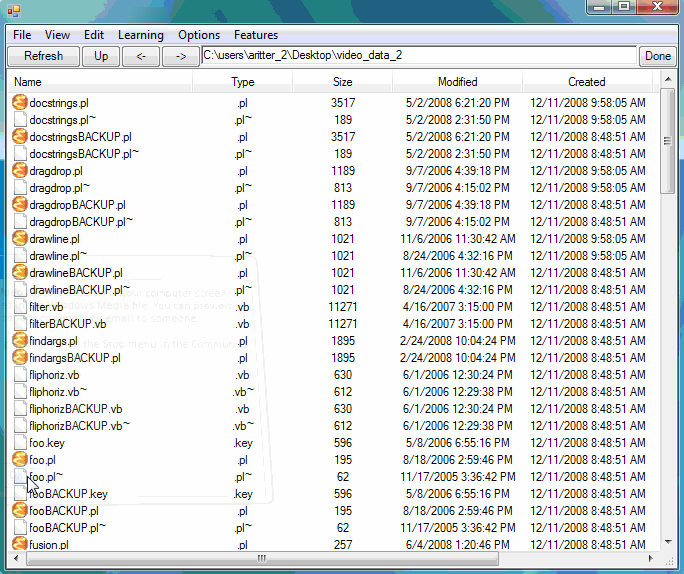 File View Edit Learning Options Features
Refresh Up <- -> C:\users\aritter_2\Desktop\video_data_2 Done
Name Type Size Modified Created
docstrings.pl .pl 3517 5/2/2008 6:21:20 PM 12/11/2008 9:58:05 AM
docstrings.pl~ .pl~ 189 5/2/2008 2:31:50 PM 12/11/2008 9:58:05 AM
docstringsBACKUP.pl .pl 3517 5/2/2008 6:21:20 PM 12/11/2008 8:48:51 AM
docstringsBACKUP.pl~ .pl~ 189 5/2/2008 2:31:50 PM 12/11/2008 8:48:51 AM
dragdrop.pl .pl 1189 9/7/2006 4:39:18 PM 12/11/2008 9:58:05 AM
dragdrop.pl~ .pl~ 813 9/7/2006 4:15:02 PM 12/11/2008 9:58:05 AM
dragdropBACKUP.pl .pl 1189 9/7/2006 4:39:18 PM 12/11/2008 8:48:51 AM
dragdropBACKUP.pl~ .pl~ 813 9/7/2006 4:15:02 PM 12/11/2008 8:48:51 AM
drawline.pl .pl 1021 11/6/2006 11:30:42 AM 12/11/2008 9:58:05 AM
drawline.pl~ .pl~ 1021 8/24/2006 4:32:16 PM 12/11/2008 9:58:05 AM
drawlineBACKUP.pl .pl 1021 11/6/2006 11:30:42 AM 12/11/2008 8:48:51 AM
drawlineBACKUP.pl~ .pl~ 1021 8/24/2006 4:32:16 PM 12/11/2008 8:48:51 AM
filter.vb .vb 11271 4/16/2007 3:15:00 PM 12/11/2008 8:48:51 AM
filterBACKUP.vb .vb 11271 4/16/2007 3:15:00 PM 12/11/2008 8:48:51 AM
findargs.pl .pl 1895 2/24/2008 10:04:24 PM 12/11/2008 8:48:51 AM
findargsBACKUP.pl .pl 1895 2/24/2008 10:04:24 PM 12/11/2008 8:48:51 AM
fliphoriz.vb .vb 630 6/1/2006 12:30:24 PM 12/11/2008 8:48:51 AM
fliphoriz.vb~ .vb~ 612 6/1/2006 12:29:38 PM 12/11/2008 8:48:51 AM
fliphorizBACKUP.vb .vb 630 6/1/2006 12:30:24 PM 12/11/2008 8:48:51 AM
fliphorizBACKUP.vb~ .vb~ 612 6/1/2006 12:29:38 PM 12/11/2008 8:48:51 AM
foo.key .key 596 5/8/2006 6:55:16 PM 12/11/2008 8:48:51 AM
foo.pl .pl 195 8/18/2006 2:59:46 PM 12/11/2008 8:48:51 AM
foo.pl~ .pl~ 62 11/17/2005 3:36:42 PM 12/11/2008 8:48:51 AM
fooBACKUP.key .key 596 5/8/2006 6:55:16 PM 12/11/2008 8:48:51 AM
fooBACKUP.pl .pl 195 8/18/2006 2:59:46 PM 12/11/2008 8:48:51 AM
fooBACKUP.pl~ .pl~ 62 11/17/2005 3:36:42 PM 12/11/2008 8:48:51 AM
fusion.pl .pl 257 6/4/2008 1:20:46 PM 12/11/2008 8:48:51 AM